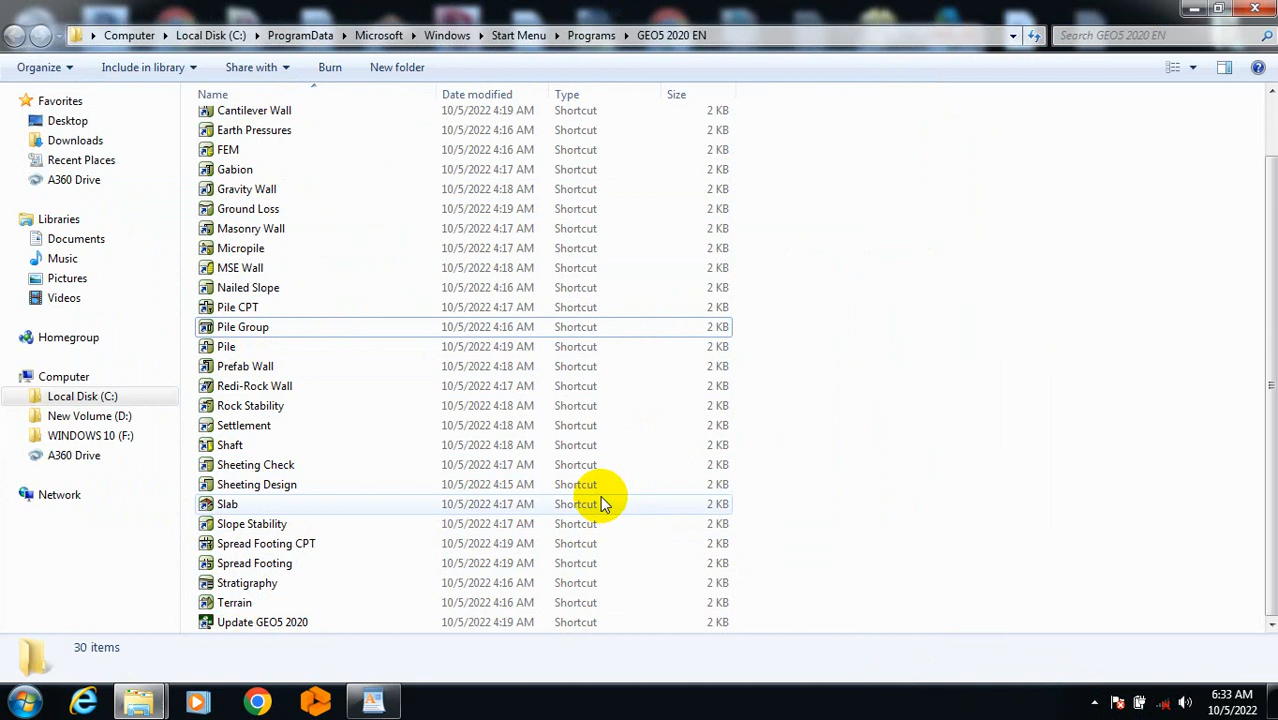 Computer Local Disk (C:) ProgramData Microsoft Windows Start Menu Programs GEO5 2020 EN Search GEO5 2020 EN
Organize Include in library Share with Burn New folder
Favorites
Desktop
Downloads
Recent Places
A360 Drive
Libraries
Documents
Music
Pictures
Videos
Homegroup
Computer
Local Disk (C:)
New Volume (D:)
WINDOWS 10 (F:)
A360 Drive
Network
Name Date modified Type Size
Cantilever Wall 10/5/2022 4:19 AM Shortcut 2 KB
Earth Pressures 10/5/2022 4:16 AM Shortcut 2 KB
FEM 10/5/2022 4:16 AM Shortcut 2 KB
Gabion 10/5/2022 4:17 AM Shortcut 2 KB
Gravity Wall 10/5/2022 4:18 AM Shortcut 2 KB
Ground Loss 10/5/2022 4:19 AM Shortcut 2 KB
Masonry Wall 10/5/2022 4:17 AM Shortcut 2 KB
Micropile 10/5/2022 4:17 AM Shortcut 2 KB
MSE Wall 10/5/2022 4:18 AM Shortcut 2 KB
Nailed Slope 10/5/2022 4:18 AM Shortcut 2 KB
Pile CPT 10/5/2022 4:17 AM Shortcut 2 KB
Pile Group 10/5/2022 4:16 AM Shortcut 2 KB
Pile 10/5/2022 4:19 AM Shortcut 2 KB
Prefab Wall 10/5/2022 4:18 AM Shortcut 2 KB
Redi-Rock Wall 10/5/2022 4:17 AM Shortcut 2 KB
Rock Stability 10/5/2022 4:18 AM Shortcut 2 KB
Settlement 10/5/2022 4:18 AM Shortcut 2 KB
Shaft 10/5/2022 4:18 AM Shortcut 2 KB
Sheeting Check 10/5/2022 4:17 AM Shortcut 2 KB
Sheeting Design 10/5/2022 4:15 AM Shortcut 2 KB
Slab 10/5/2022 4:17 AM Shortcut 2 KB
Slope Stability 10/5/2022 4:17 AM Shortcut 2 KB
Spread Footing CPT 10/5/2022 4:19 AM Shortcut 2 KB
Spread Footing 10/5/2022 4:19 AM Shortcut 2 KB
Stratigraphy 10/5/2022 4:16 AM Shortcut 2 KB
Terrain 10/5/2022 4:16 AM Shortcut 2 KB
Update GEO5 2020 10/5/2022 4:19 AM Shortcut 2 KB
30 items
6:33 AM
10/5/2022